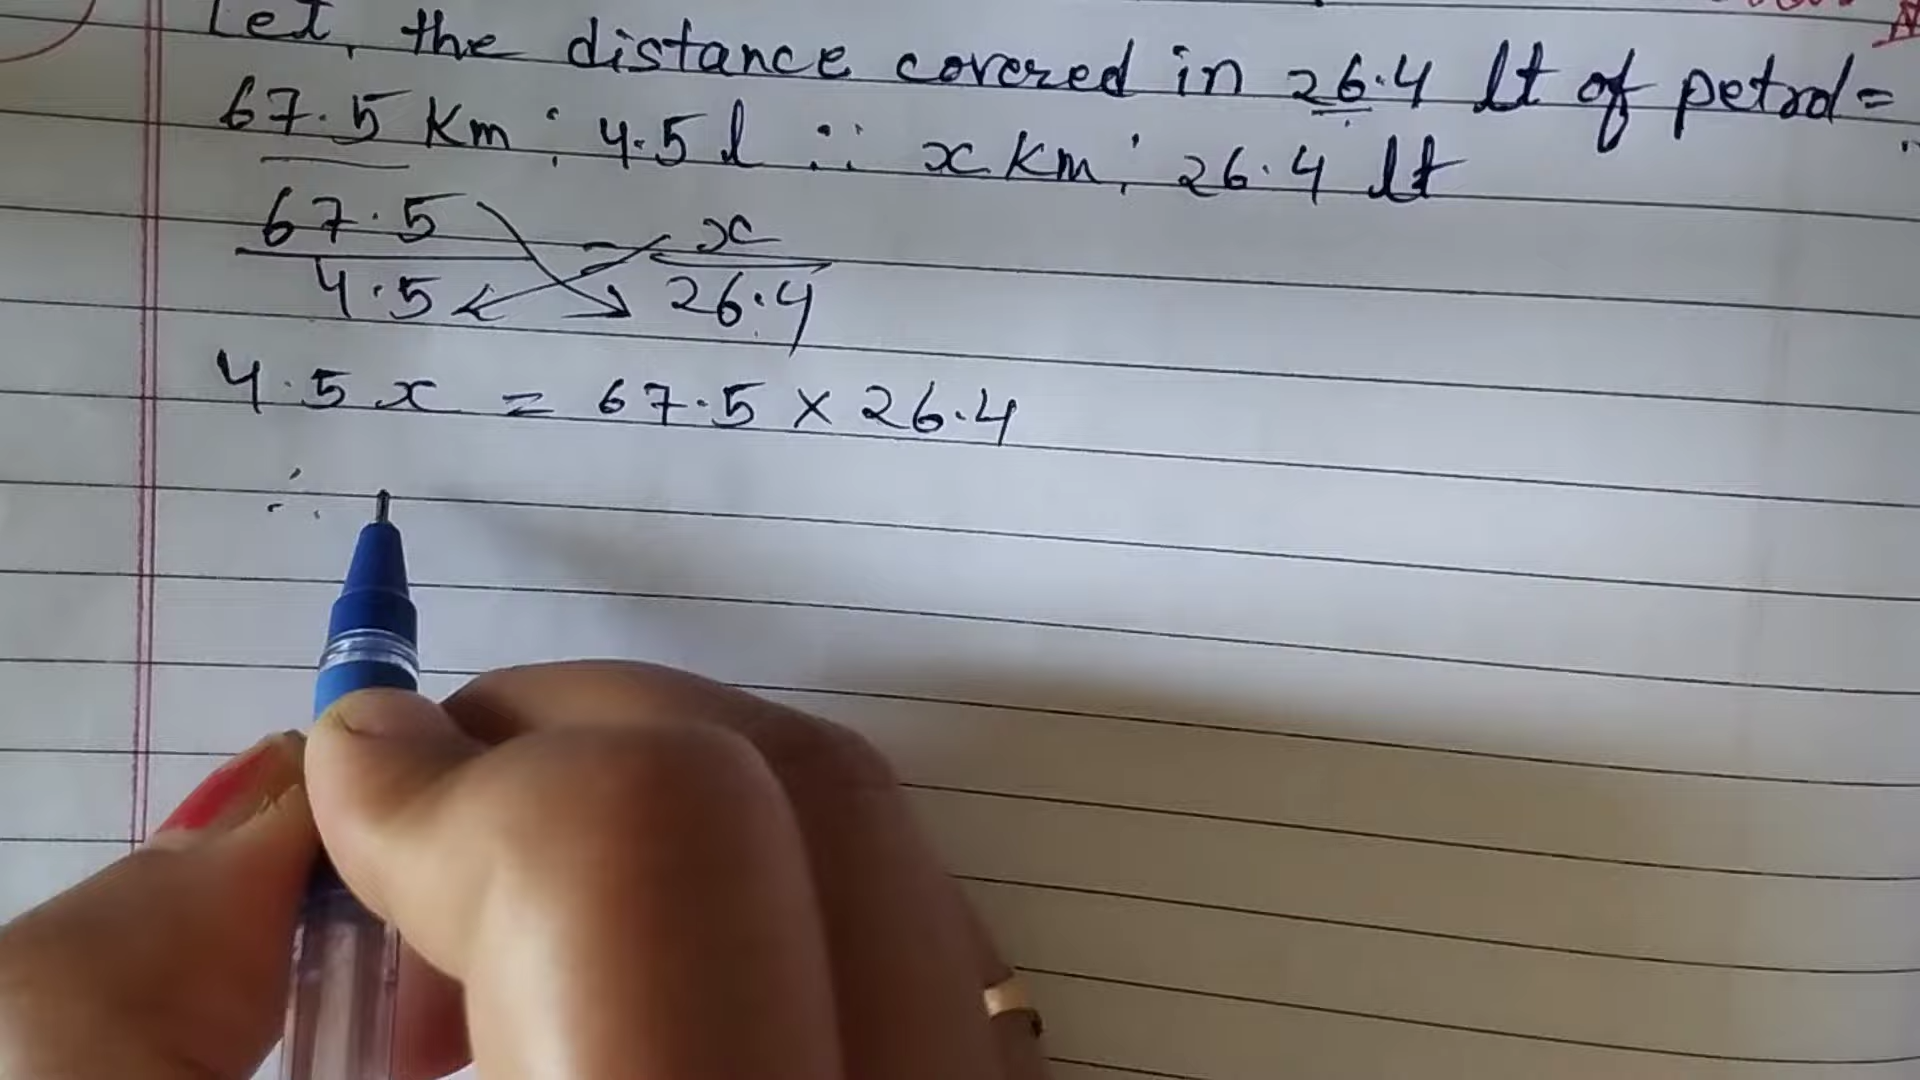 Let, the distance covered in 26.4 lt of petrol =
67.5 Km : 4.5 l :: x Km : 26.4 lt
67.5 = x
4.5 26.4
4.5 x = 67.5 × 26.4
∴